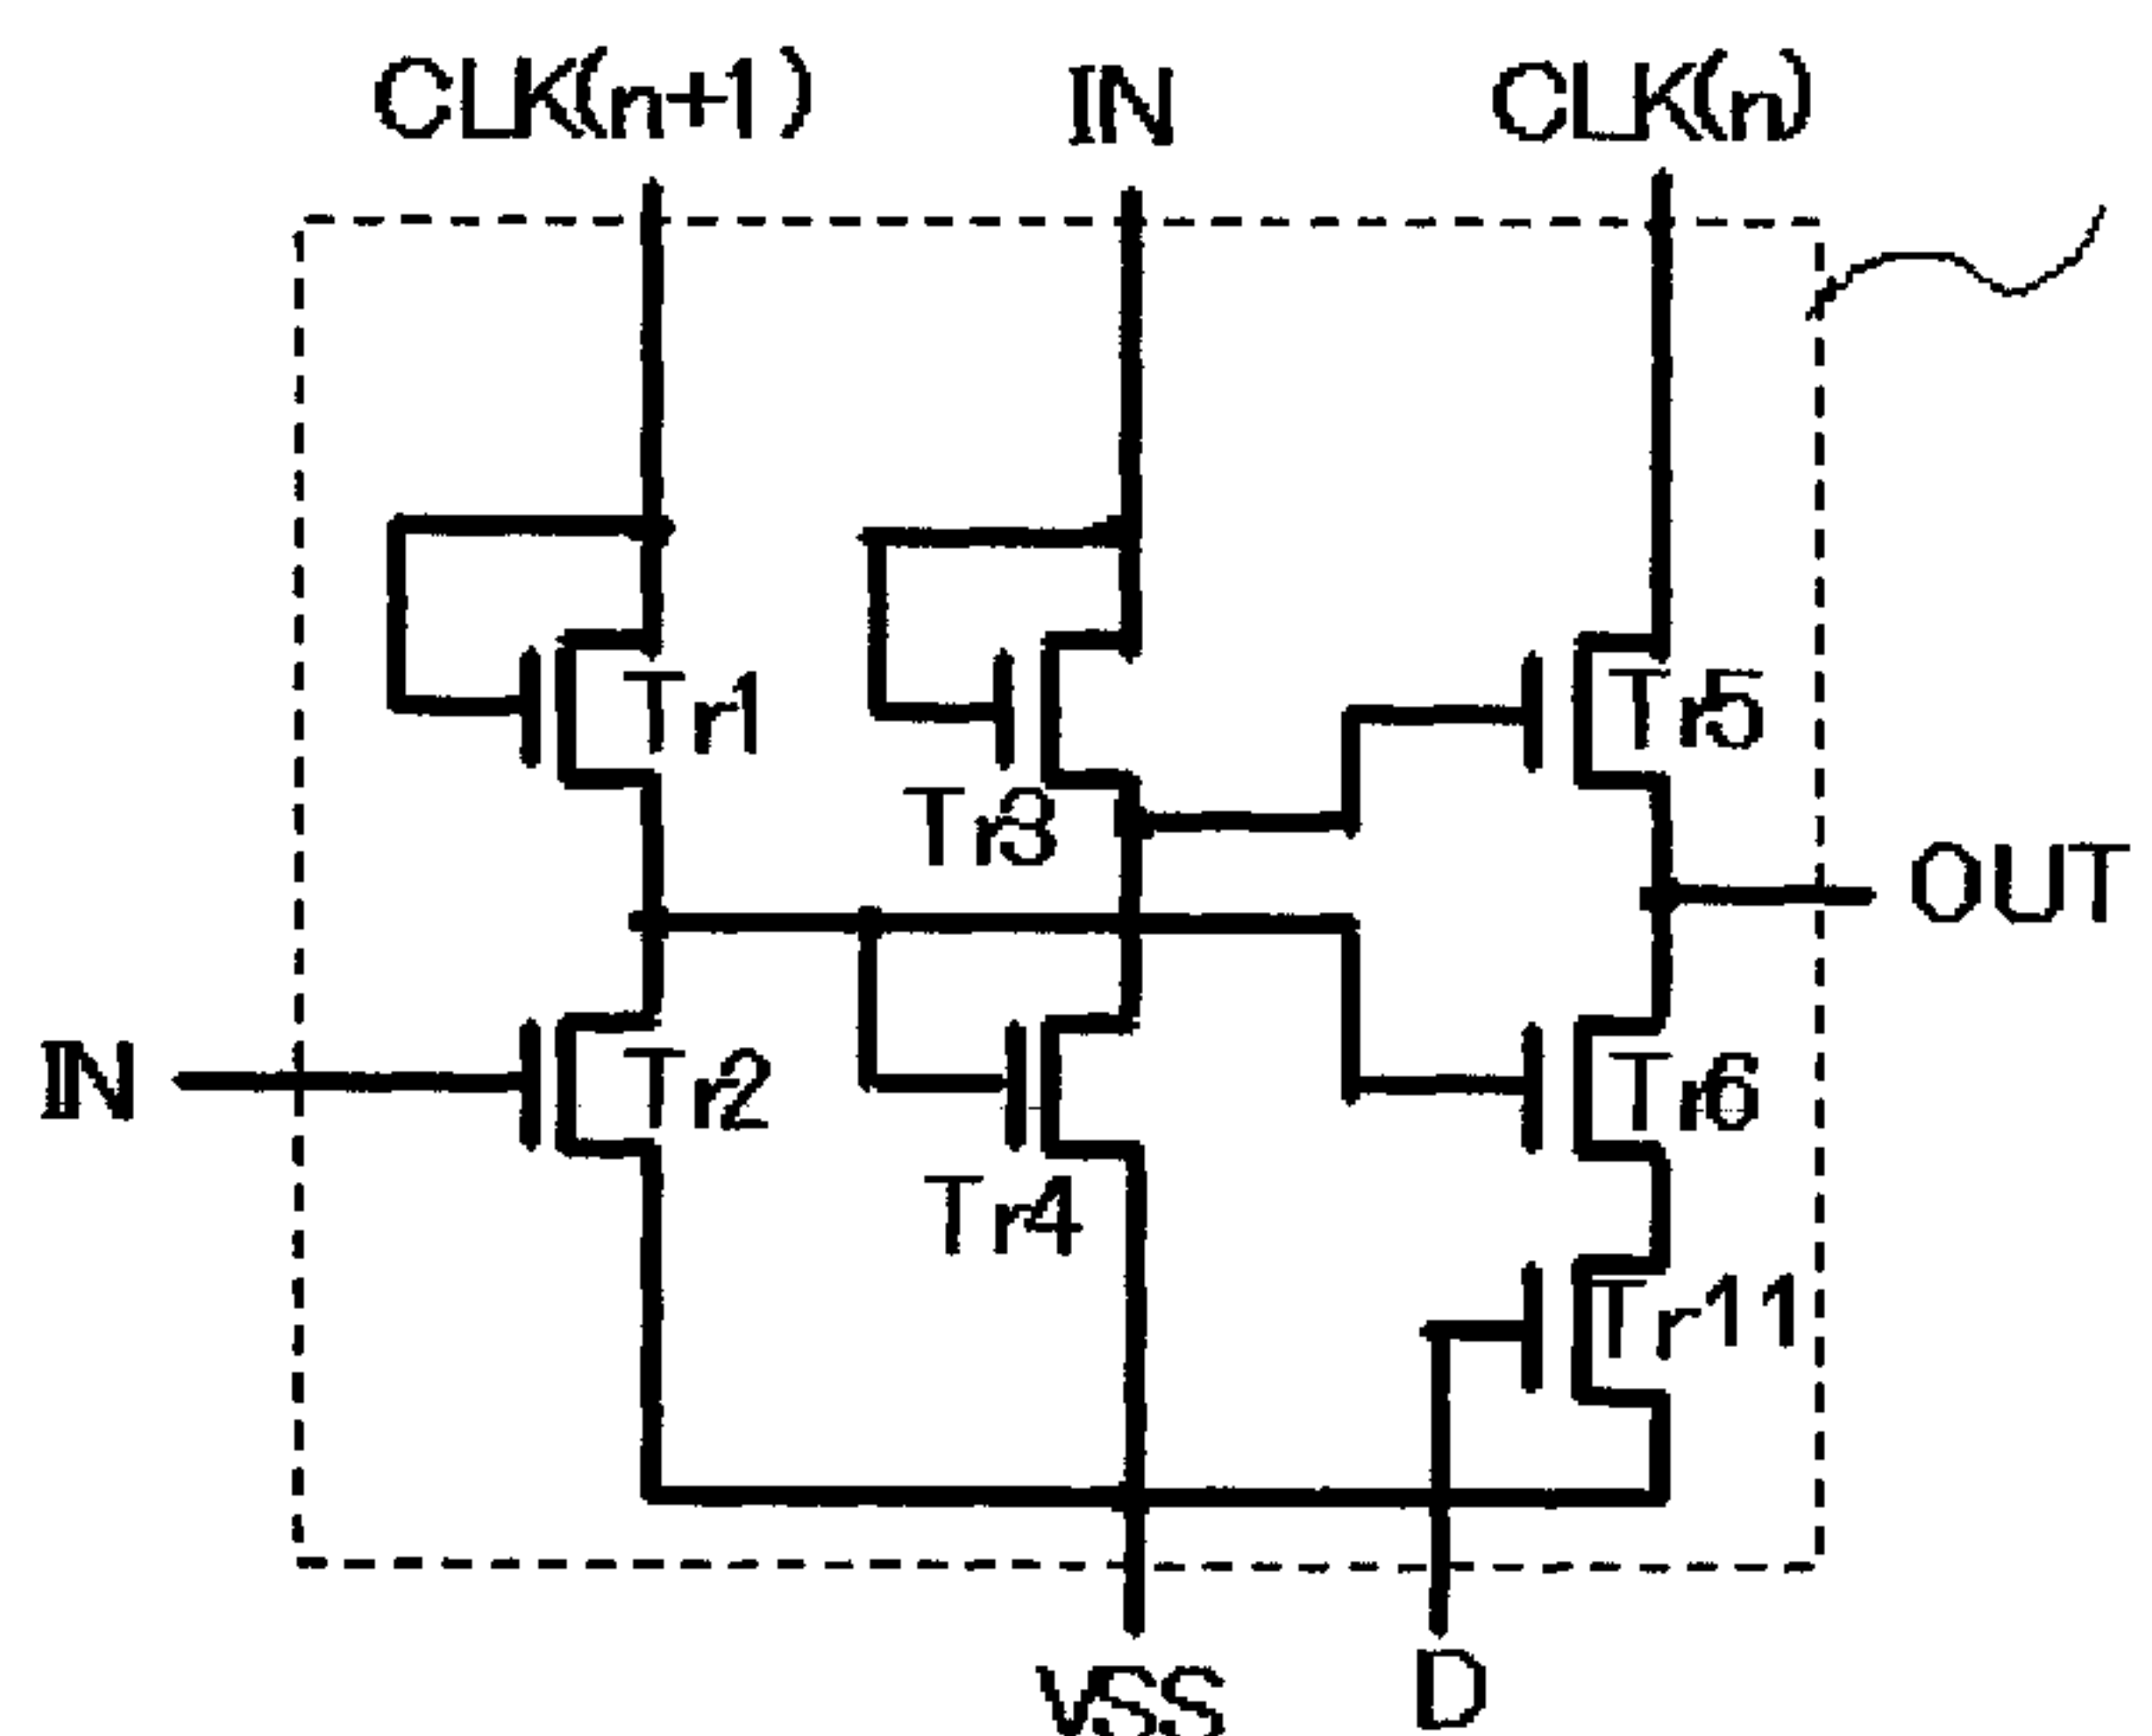 CLK(n+1)
IN
CLK(n)
Tr1
Tr5
Tr3
OUT
IN
Tr2
Tr6
Tr4
Tr11
VSS
D